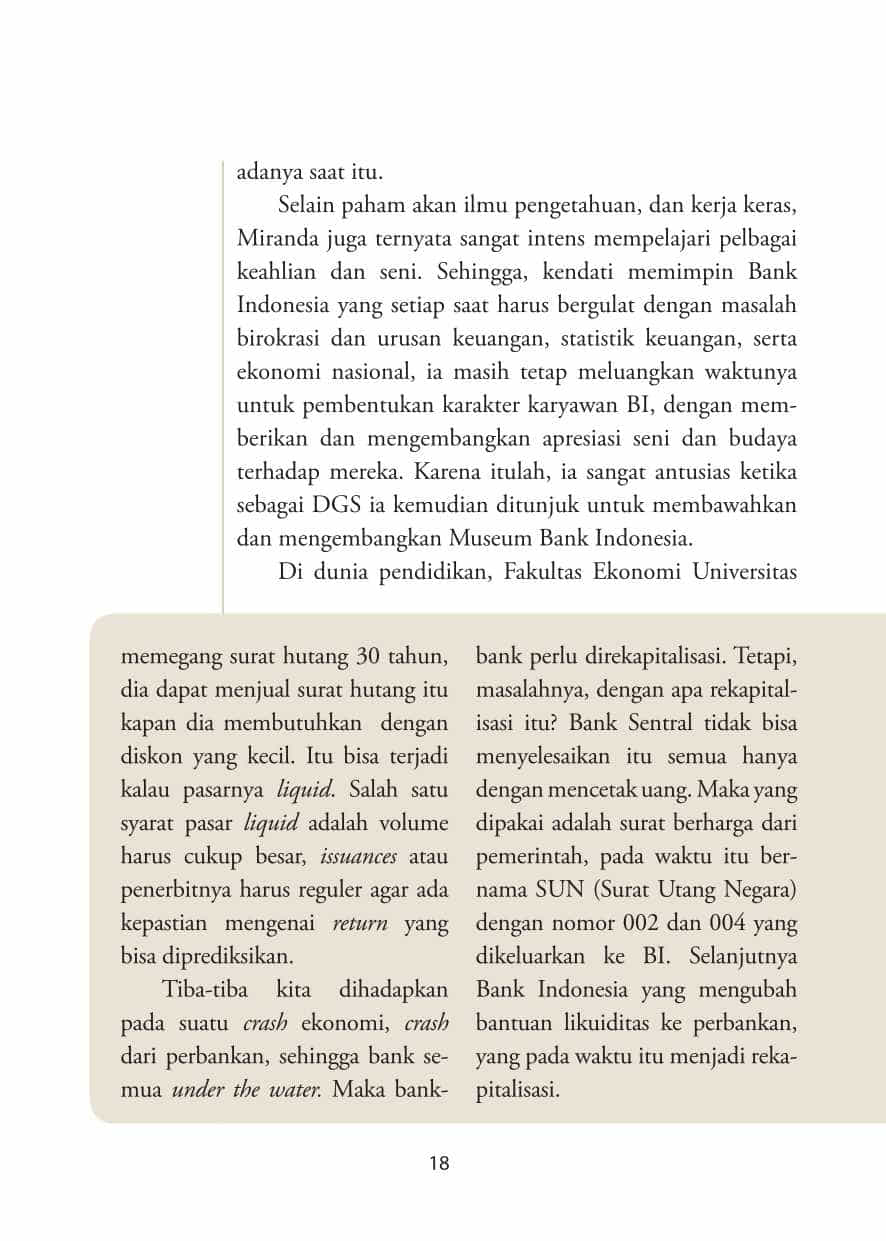 adanya saat itu.
Selain paham akan ilmu pengetahuan, dan kerja keras,
Miranda juga ternyata sangat intens mempelajari pelbagai
keahlian dan seni. Sehingga, kendati memimpin Bank
Indonesia yang setiap saat harus bergulat dengan masalah
birokrasi dan urusan keuangan, statistik keuangan, serta
ekonomi nasional, ia masih tetap meluangkan waktunya
untuk pembentukan karakter karyawan BI, dengan mem-
berikan dan mengembangkan apresiasi seni dan budaya
terhadap mereka. Karena itulah, ia sangat antusias ketika
sebagai DGS ia kemudian ditunjuk untuk membawahkan
dan mengembangkan Museum Bank Indonesia.
Di dunia pendidikan, Fakultas Ekonomi Universitas
memegang surat hutang 30 tahun,
dia dapat menjual surat hutang itu
kapan dia membutuhkan dengan
diskon yang kecil. Itu bisa terjadi
kalau pasarnya liquid. Salah satu
syarat pasar liquid adalah volume
harus cukup besar, issuances atau
penerbitnya harus reguler agar ada
kepastian mengenai return yang
bisa diprediksikan.
Tiba-tiba kita dihadapkan
pada suatu crash ekonomi, crash
dari perbankan, sehingga bank se-
mua under the water. Maka bank-
bank perlu direkapitalisasi. Tetapi,
masalahnya, dengan apa rekapital-
isasi itu? Bank Sentral tidak bisa
menyelesaikan itu semua hanya
dengan mencetak uang. Maka yang
dipakai adalah surat berharga dari
pemerintah, pada waktu itu ber-
nama SUN (Surat Utang Negara)
dengan nomor 002 dan 004 yang
dikeluarkan ke BI. Selanjutnya
Bank Indonesia yang mengubah
bantuan likuiditas ke perbankan,
yang pada waktu itu menjadi reka-
pitalisasi.
18